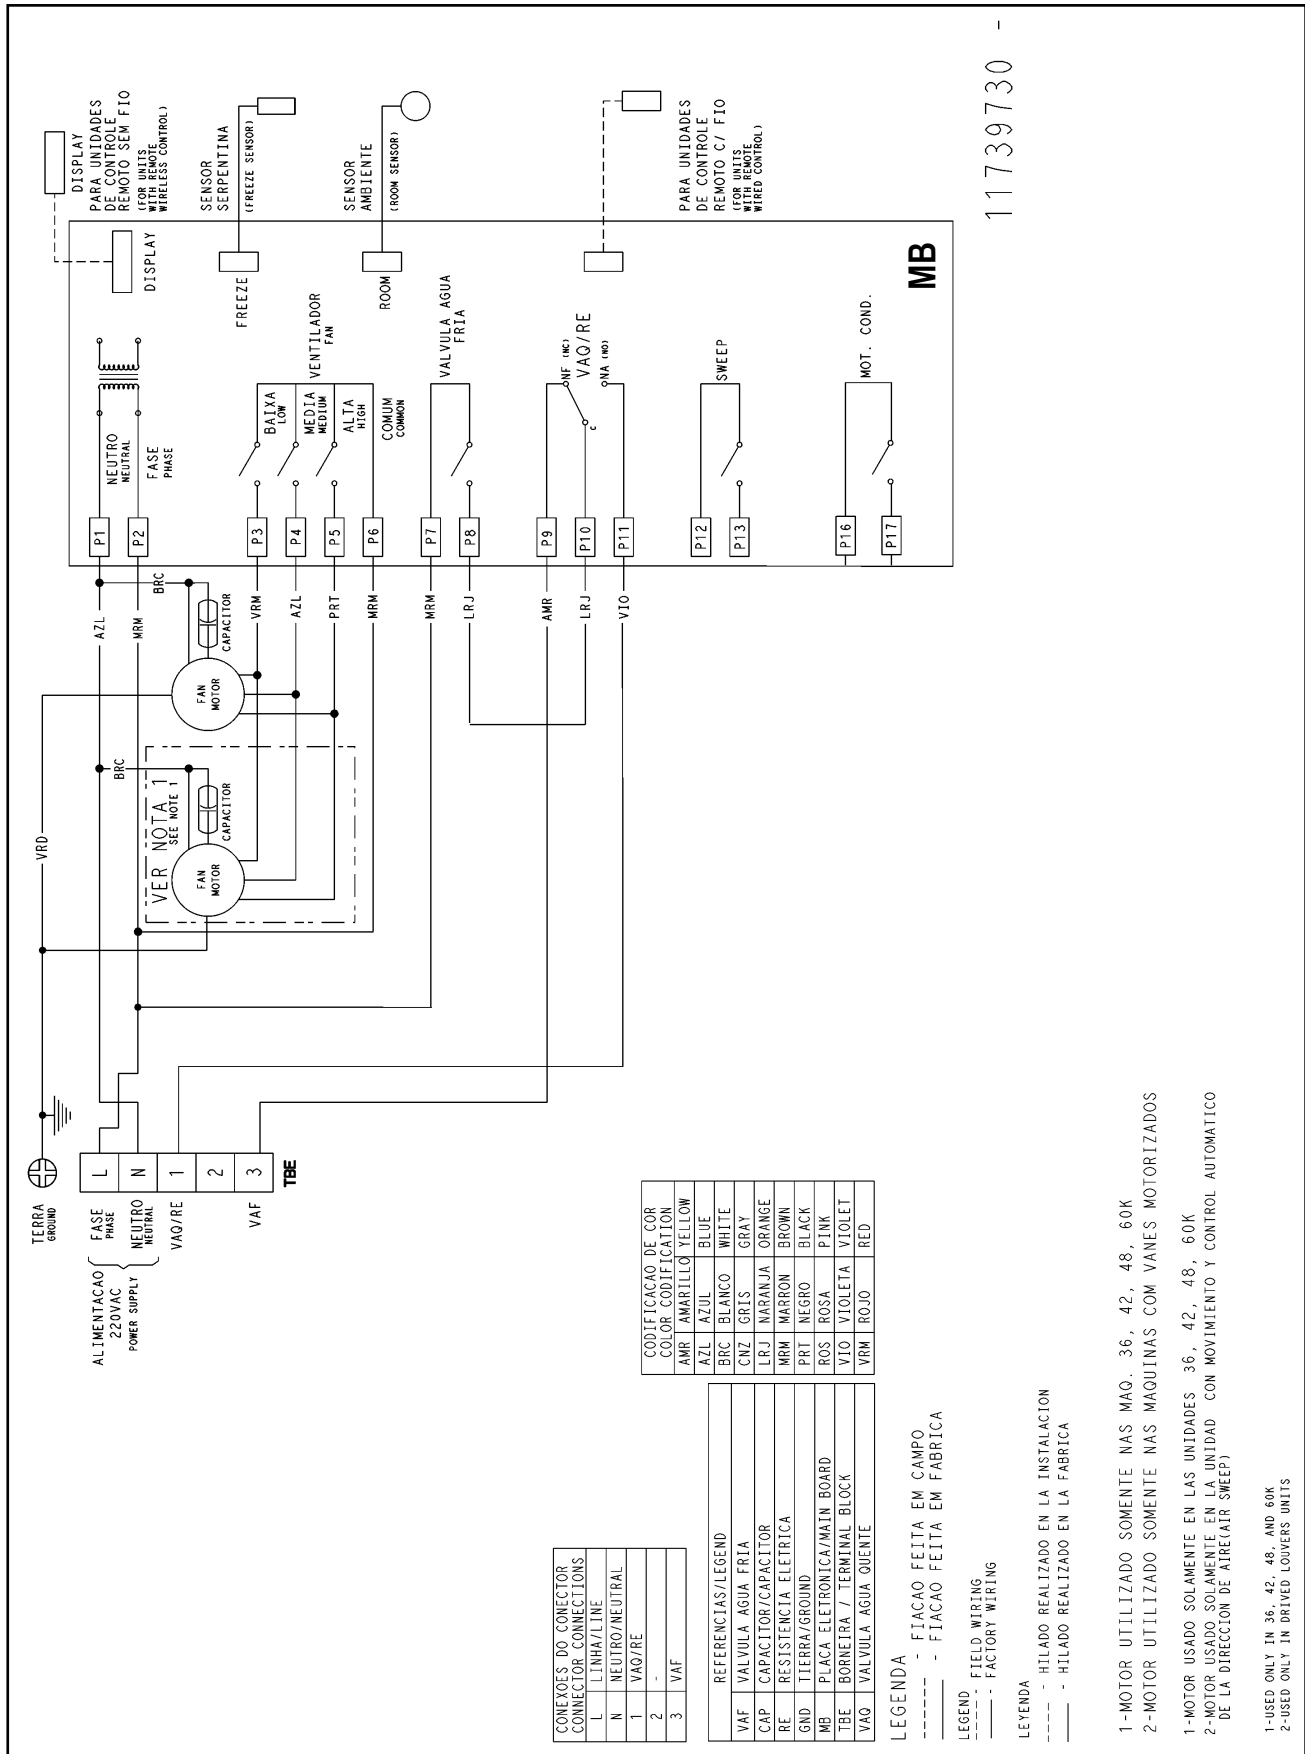 11739730 -
DISPLAY
PARA UNIDADES
DE CONTROLE
REMOTO SEM FIO
(FOR UNITS
WITH REMOTE
WIRELESS CONTROL)
SENSOR
SERPENTINA
(FREEZE SENSOR)
SENSOR
AMBIENTE
(ROOM SENSOR)
PARA UNIDADES
DE CONTROLE
REMOTO C/ FIO
(FOR UNITS
WITH REMOTE
WIRED CONTROL)
DISPLAY
FREEZE
ROOM
MB
NEUTRO
NEUTRAL
FASE
PHASE
BAIXA
LOW
MEDIA
MEDIUM
ALTA
HIGH
COMUM
COMMON
VENTILADOR
FAN
VALVULA AGUA
FRIA
NF (NC)
VAQ/RE
NA (NO)
C
SWEEP
MOT. COND.
P1
P2
P3
P4
P5
P6
P7
P8
P9
P10
P11
P12
P13
P16
P17
AZL
MRM
BRC
VRM
AZL
PRT
MRM
MRM
LRJ
AMR
LRJ
VIO
CAPACITOR
FAN
MOTOR
VRD
BRC
VER NOTA 1
SEE NOTE 1
CAPACITOR
FAN
MOTOR
TERRA
GROUND
L
N
1
2
3
TBE
FASE
PHASE
NEUTRO
NEUTRAL
VAQ/RE
VAF
ALIMENTACAO
220VAC
POWER SUPPLY
CODIFICACAO DE COR
COLOR CODIFICATION
AMR AMARILLO YELLOW
AZL AZUL BLUE
BRC BLANCO WHITE
CNZ GRIS GRAY
LRJ NARANJA ORANGE
MRM MARRON BROWN
PRT NEGRO BLACK
ROS ROSA PINK
VIO VIOLETA VIOLET
VRM ROJO RED
CONEXOES DO CONECTOR
CONNECTOR CONNECTIONS
L LINHA/LINE
N NEUTRO/NEUTRAL
1 VAQ/RE
2 -
3 VAF
REFERENCIAS/LEGEND
VAF VALVULA AGUA FRIA
CAP CAPACITOR/CAPACITOR
RE RESISTENCIA ELETRICA
GND TIERRA/GROUND
MB PLACA ELETRONICA/MAIN BOARD
TBE BORNEIRA / TERMINAL BLOCK
VAQ VALVULA AGUA QUENTE
LEGENDA
------ - FIACAO FEITA EM CAMPO
—— - FIACAO FEITA EM FABRICA
LEGEND
----- - FIELD WIRING
—— - FACTORY WIRING
LEYENDA
---- - HILADO REALIZADO EN LA INSTALACION
—— - HILADO REALIZADO EN LA FABRICA
1-MOTOR UTILIZADO SOMENTE NAS MAQ. 36, 42, 48, 60K
2-MOTOR UTILIZADO SOMENTE NAS MAQUINAS COM VANES MOTORIZADOS
1-MOTOR USADO SOLAMENTE EN LAS UNIDADES 36, 42, 48, 60K
2-MOTOR USADO SOLAMENTE EN LA UNIDAD CON MOVIMIENTO Y CONTROL AUTOMATICO
DE LA DIRECCION DE AIRE(AIR SWEEP)
1-USED ONLY IN 36, 42, 48, AND 60K
2-USED ONLY IN DRIVED LOUVERS UNITS